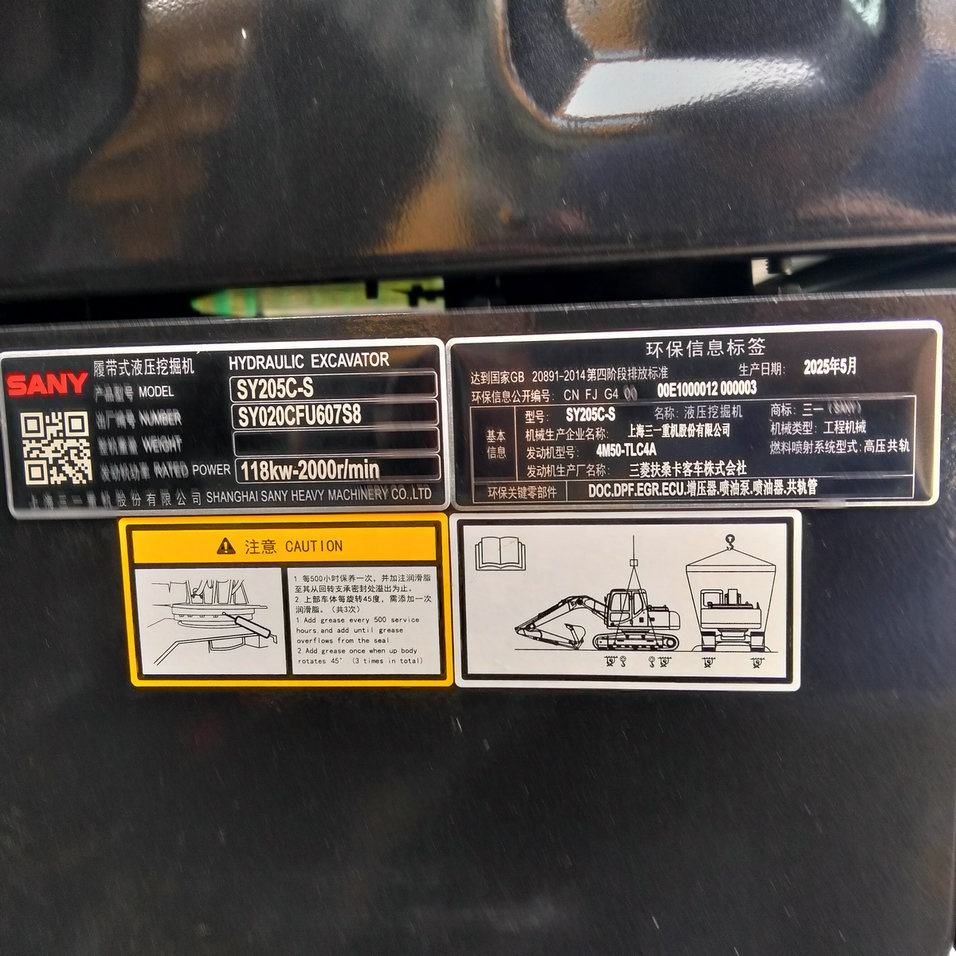 SANY
履带式液压挖掘机 HYDRAULIC EXCAVATOR
产品型号 MODEL SY205C-S
出厂编号 NUMBER SY020CFU607S8
整机重量 WEIGHT
发动机功率 RATED POWER 118kw-2000r/min
上海三一重机股份有限公司 SHANGHAI SANY HEAVY MACHINERY CO.,LTD
环保信息标签
达到国家GB 20891-2014第四阶段排放标准 生产日期: 2025年5月
环保信息公开编号: CN FJ G4 00 00E1000012 000003
基本信息
型号: SY205C-S 名称: 液压挖掘机 商标: 三一(SANY)
机械生产企业名称: 上海三一重机股份有限公司 机械类型: 工程机械
发动机型号: 4M50-TLC4A 燃料喷射系统型式: 高压共轨
发动机生产厂名称: 三菱扶桑卡客车株式会社
环保关键零部件 DOC.DPF.EGR.ECU.增压器.喷油泵.喷油器.共轨管
注意 CAUTION
1.每500小时保养一次，并加注润滑脂
至其从回转支承密封处溢出为止。
2.上部车体每旋转45度，需添加一次
润滑脂。（共3次）
1.Add grease every 500 service
hours and add until grease
overflows from the seal
2.Add grease once when up body
rotates 45° (3 times in total)